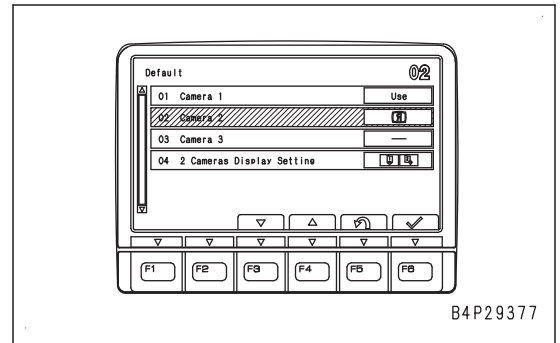 Default 02
01 Camera 1 Use
02 Camera 2
03 Camera 3 —
04 2 Cameras Display Setting
F1 F2 F3 F4 F5 F6
B4P29377